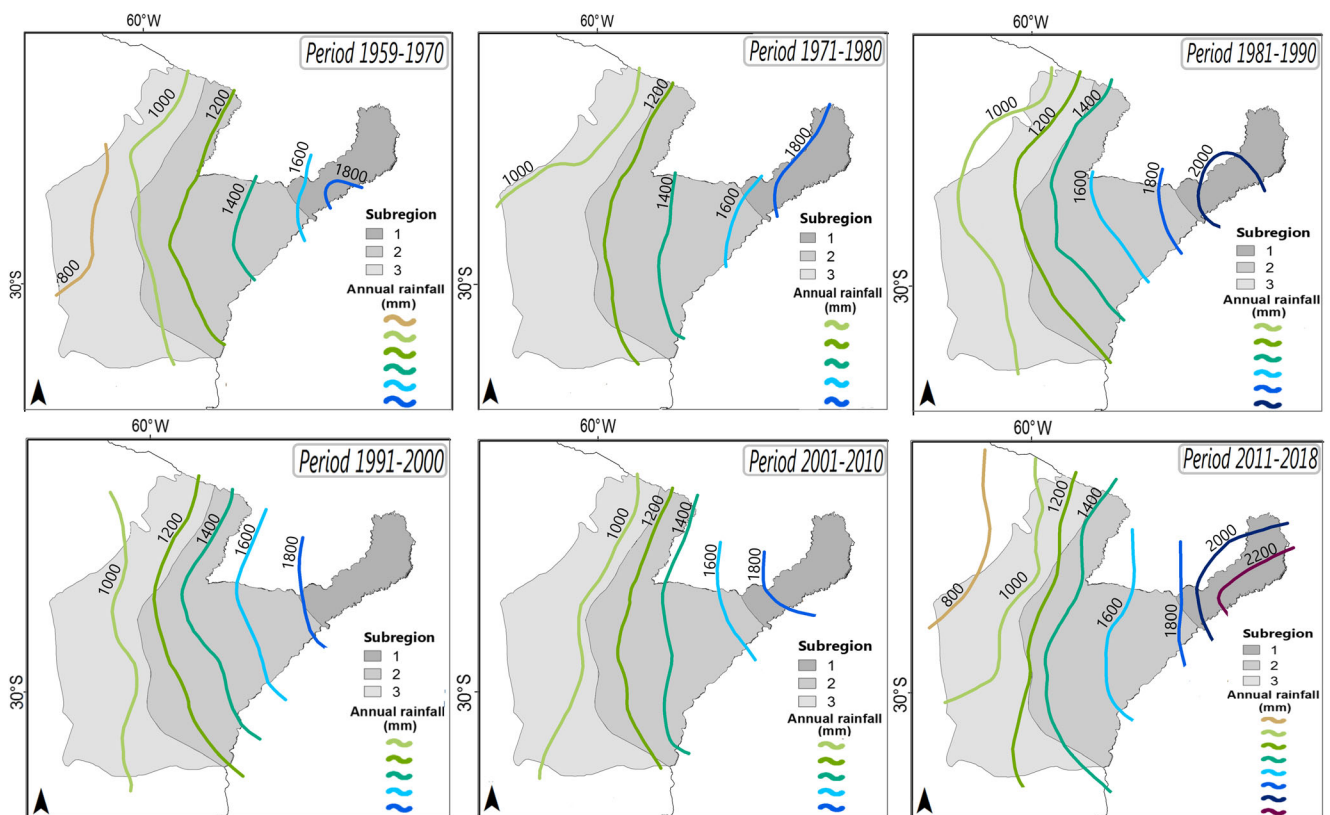 60°W
60°W
60°W
Period 1959-1970
1000
1200
1600
1800
1400
800
30°S
Subregion
1
2
3
Annual rainfall
(mm)
Period 1971-1980
1200
1000
1800
1400
1600
30°S
Subregion
1
2
3
Annual rainfall
(mm)
Period 1981-1990
1000
1200
1400
1600
1800
2000
30°S
Subregion
1
2
3
Annual rainfall
(mm)
60°W
60°W
60°W
Period 1991-2000
1200
1400
1600
1800
1000
30°S
Subregion
1
2
3
Annual rainfall
(mm)
Period 2001-2010
1000
1200
1400
1600
1800
30°S
Subregion
1
2
3
Annual rainfall
(mm)
Period 2011-2018
1200
1400
2000
2200
800
1000
1600
1800
30°S
Subregion
1
2
3
Annual rainfall
(mm)